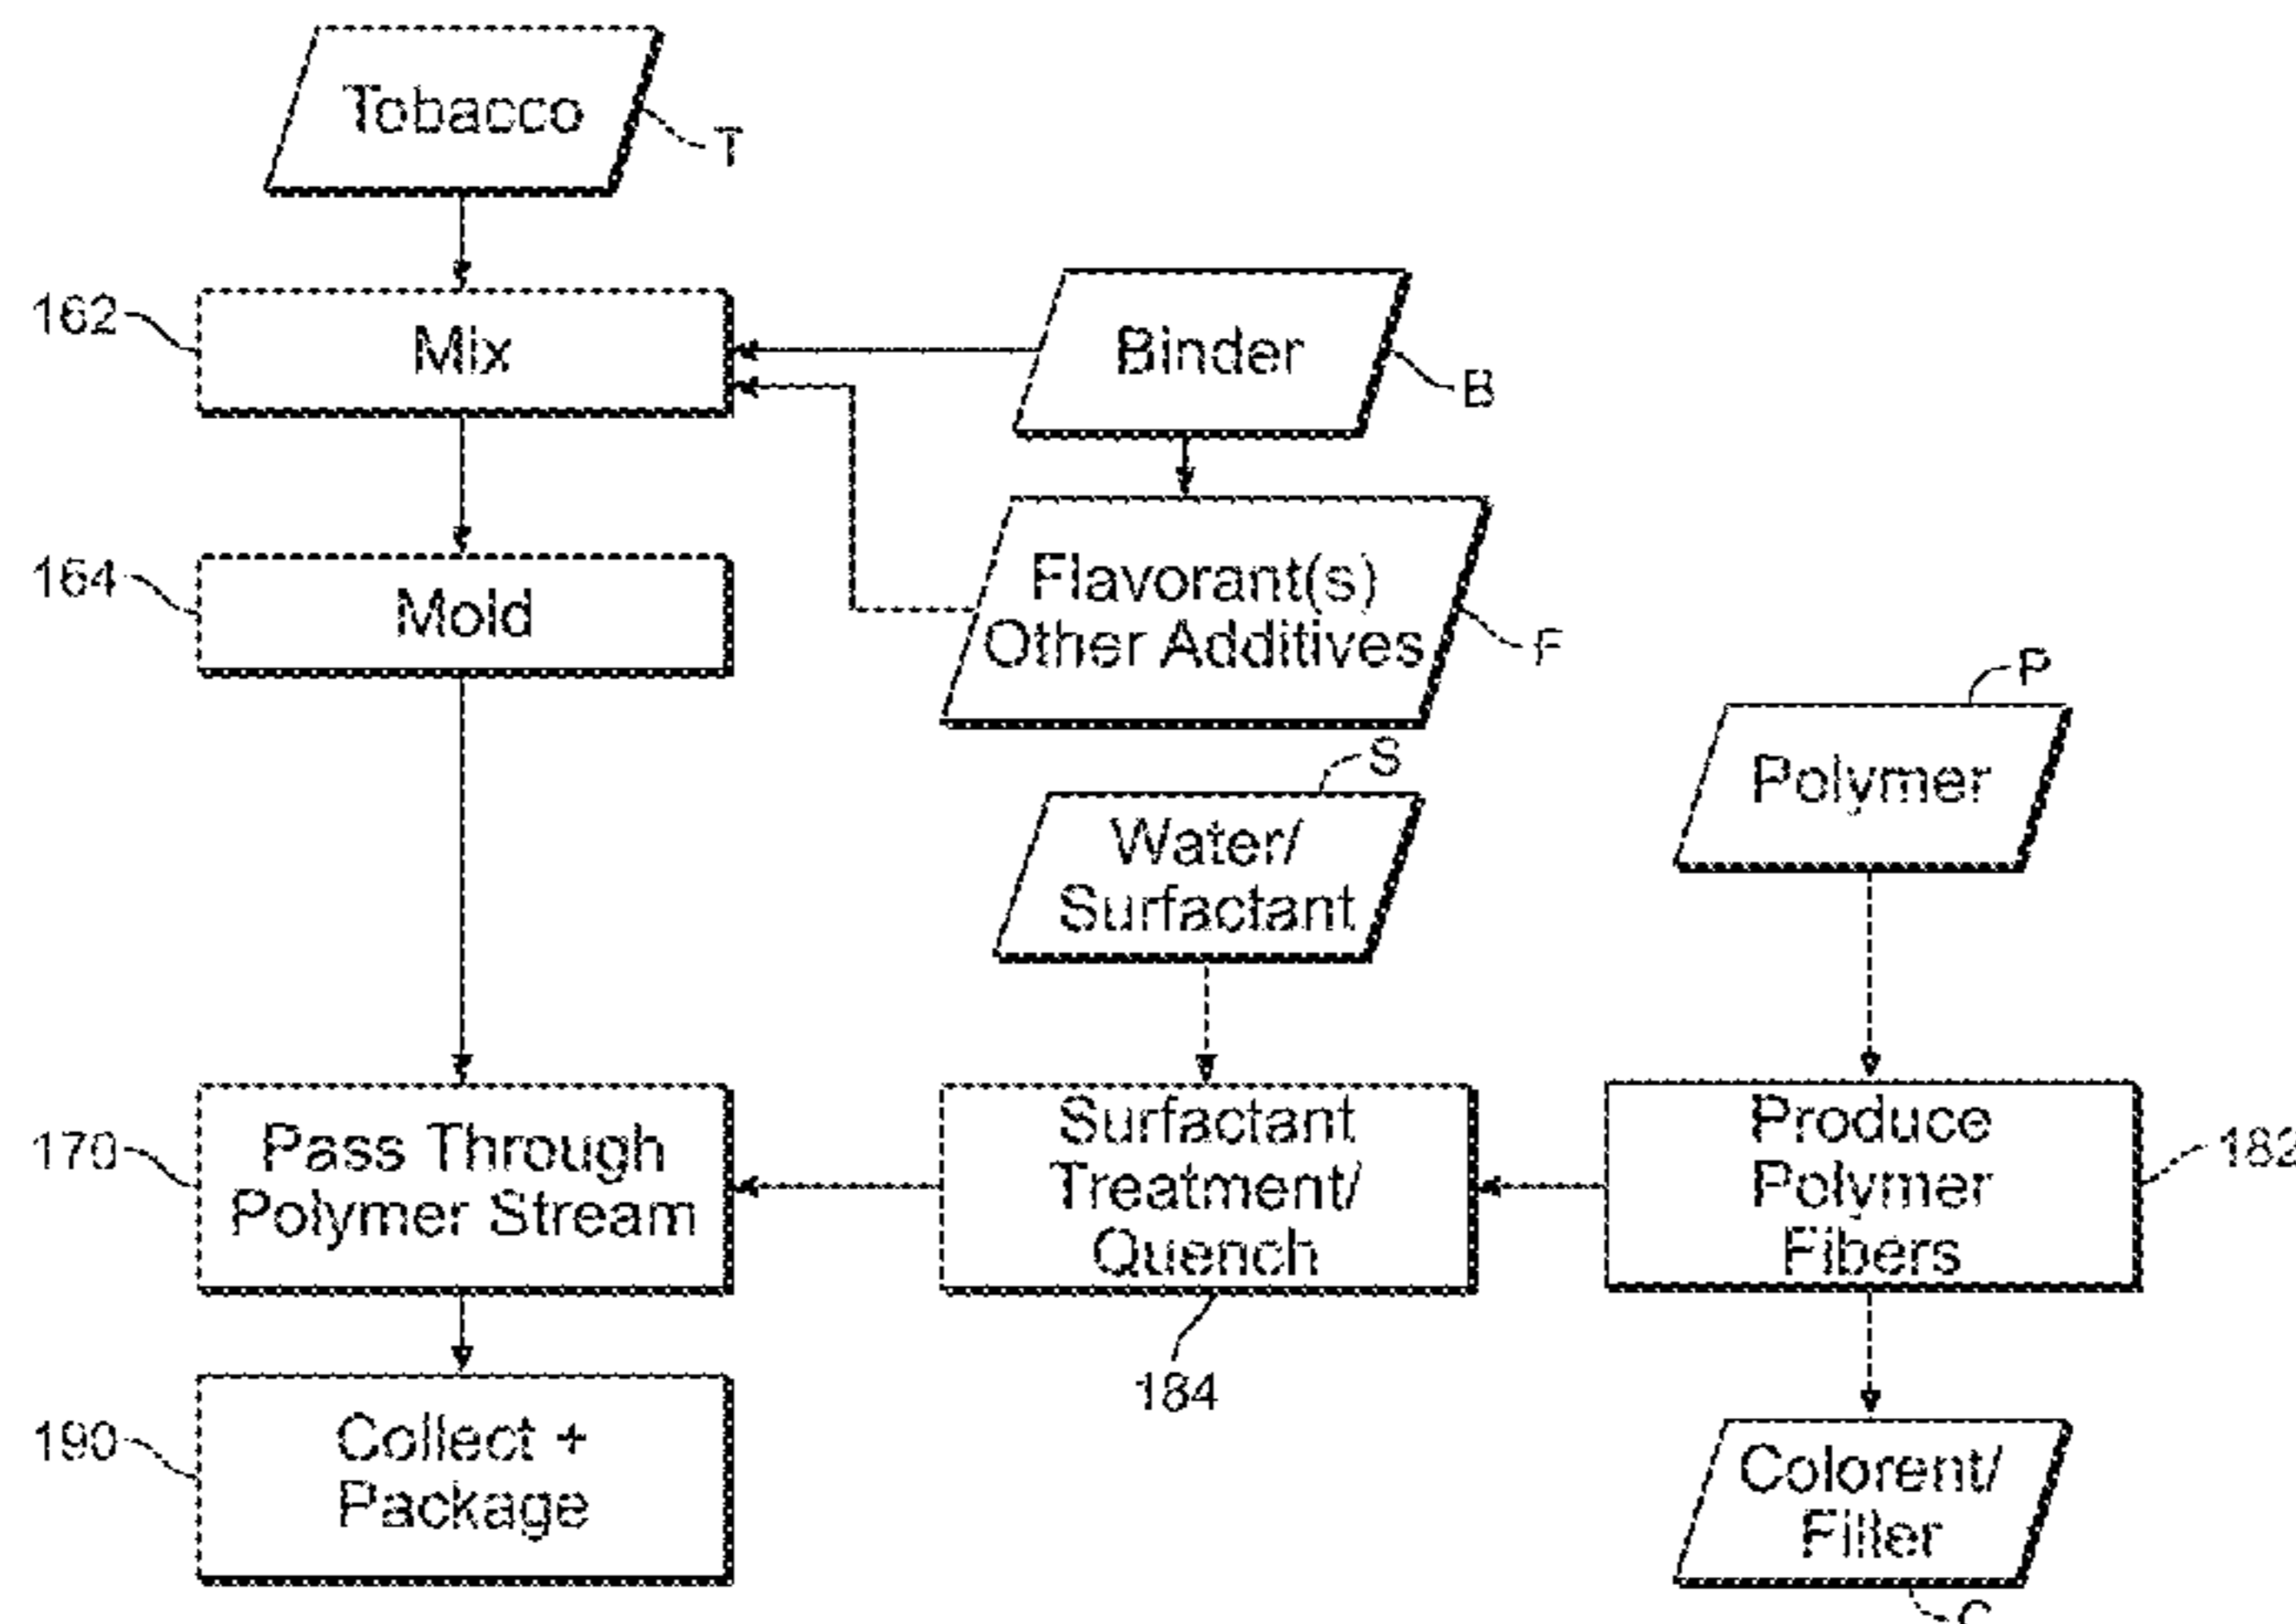 Tobacco
T
162
Mix
Binder
B
164
Mold
Flavorant(s)
Other Additives
F
P
Polymer
S
Water/
Surfactant
170
Pass Through
Polymer Stream
Surfactant
Treatment/
Quench
184
Produce
Polymer
Fibers
182
190
Collect +
Package
Colorent/
Filler
C